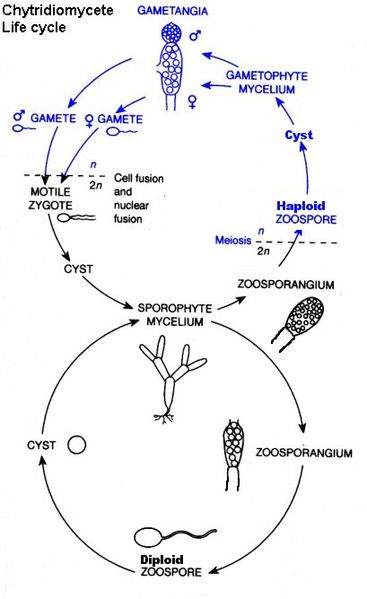 Chytridiomycete
Life cycle
GAMETANGIA
♂
♀
GAMETOPHYTE
MYCELIUM
♂ GAMETE
♀ GAMETE
Cyst
n
2n
Cell fusion
and
nuclear
fusion
MOTILE
ZYGOTE
Haploid
ZOOSPORE
Meiosis
n
2n
CYST
ZOOSPORANGIUM
SPOROPHYTE
MYCELIUM
CYST
ZOOSPORANGIUM
Diploid
ZOOSPORE